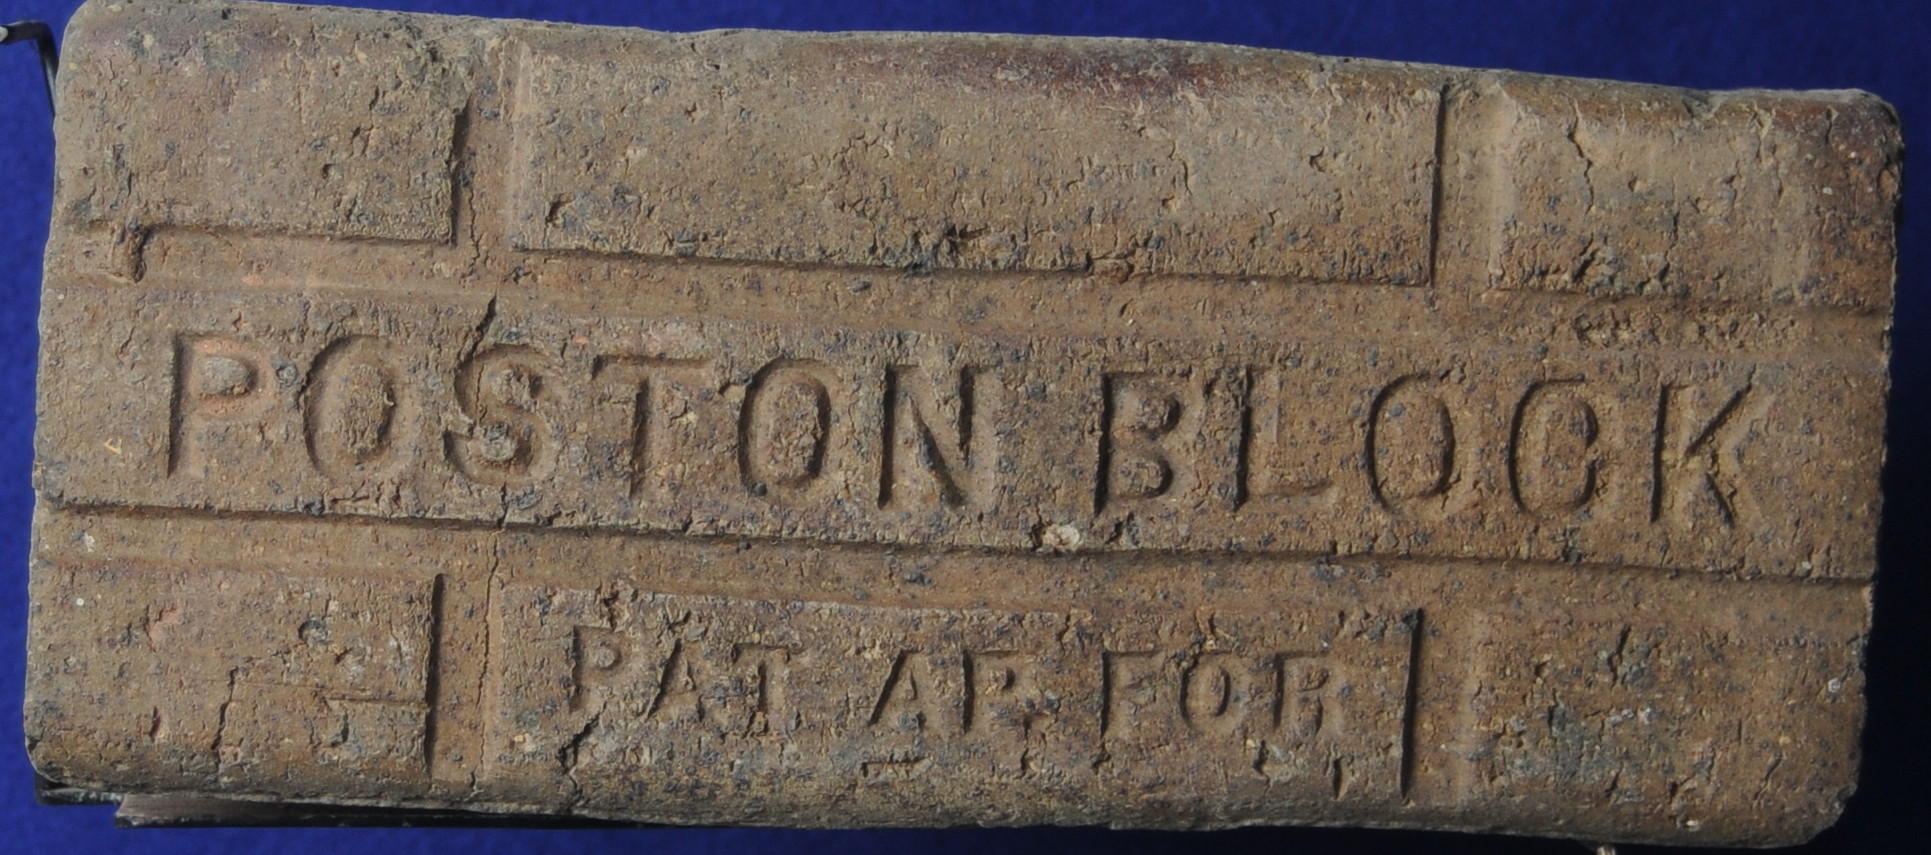 POSTON BLOCK
PAT AP. FOR